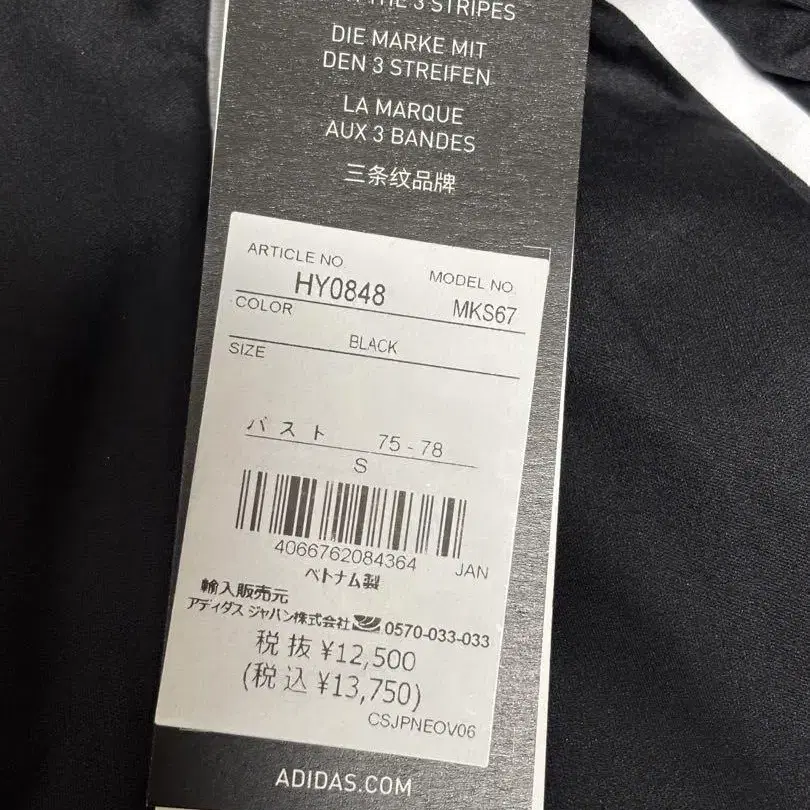 THE 3 STRIPES
DIE MARKE MIT
DEN 3 STREIFEN
LA MARQUE
AUX 3 BANDES
三条纹品牌
ARTICLE NO
MODEL NO
HY0848
MKS67
COLOR
BLACK
SIZE
バスト 75-78
S
4066762084364 JAN
ベトナム製
輸入販売元
アディダス ジャパン株式会社 0570-033-033
税抜 ¥12,500
(税込 ¥13,750)
CSJPNEOV06
ADIDAS.COM